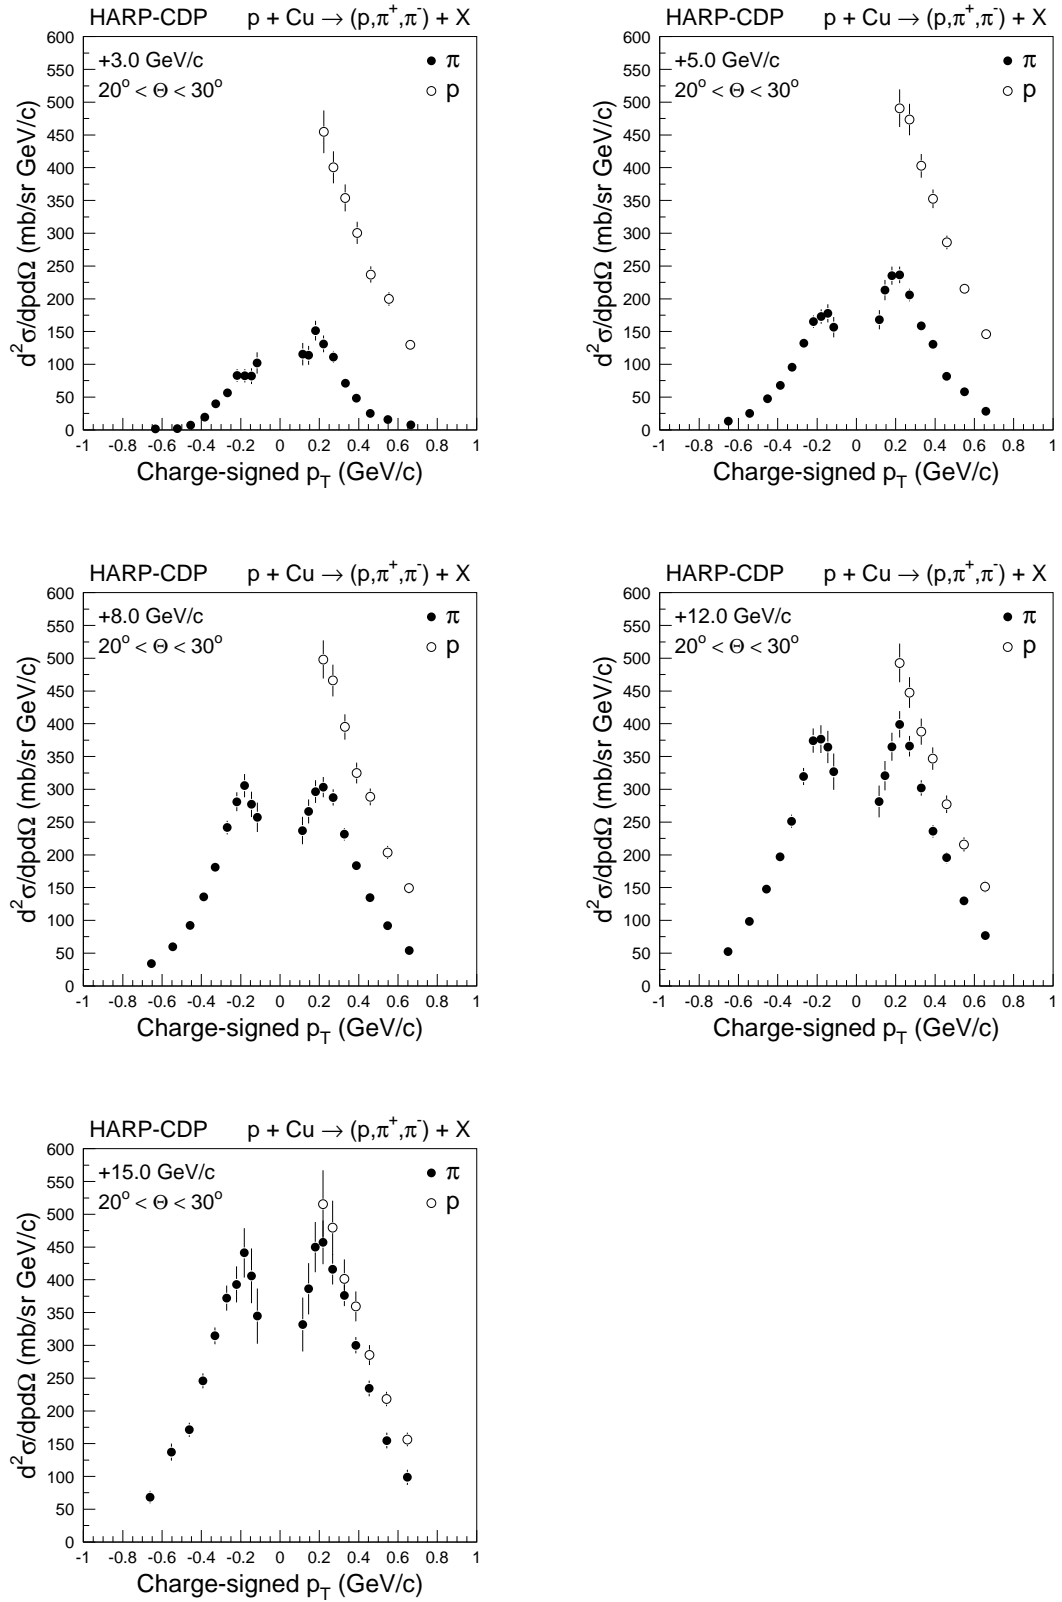 HARP-CDP p + Cu → (p,π⁺,π⁻) + X
+3.0 GeV/c
20° < Θ < 30°
π
p
d²σ/dpdΩ (mb/sr GeV/c)
600
550
500
450
400
350
300
250
200
150
100
50
0
-1 -0.8 -0.6 -0.4 -0.2 0 0.2 0.4 0.6 0.8 1
Charge-signed p_T (GeV/c)
HARP-CDP p + Cu → (p,π⁺,π⁻) + X
+5.0 GeV/c
20° < Θ < 30°
π
p
d²σ/dpdΩ (mb/sr GeV/c)
600
550
500
450
400
350
300
250
200
150
100
50
0
-1 -0.8 -0.6 -0.4 -0.2 0 0.2 0.4 0.6 0.8 1
Charge-signed p_T (GeV/c)
HARP-CDP p + Cu → (p,π⁺,π⁻) + X
+8.0 GeV/c
20° < Θ < 30°
π
p
d²σ/dpdΩ (mb/sr GeV/c)
600
550
500
450
400
350
300
250
200
150
100
50
0
-1 -0.8 -0.6 -0.4 -0.2 0 0.2 0.4 0.6 0.8 1
Charge-signed p_T (GeV/c)
HARP-CDP p + Cu → (p,π⁺,π⁻) + X
+12.0 GeV/c
20° < Θ < 30°
π
p
d²σ/dpdΩ (mb/sr GeV/c)
600
550
500
450
400
350
300
250
200
150
100
50
0
-1 -0.8 -0.6 -0.4 -0.2 0 0.2 0.4 0.6 0.8 1
Charge-signed p_T (GeV/c)
HARP-CDP p + Cu → (p,π⁺,π⁻) + X
+15.0 GeV/c
20° < Θ < 30°
π
p
d²σ/dpdΩ (mb/sr GeV/c)
600
550
500
450
400
350
300
250
200
150
100
50
0
-1 -0.8 -0.6 -0.4 -0.2 0 0.2 0.4 0.6 0.8 1
Charge-signed p_T (GeV/c)